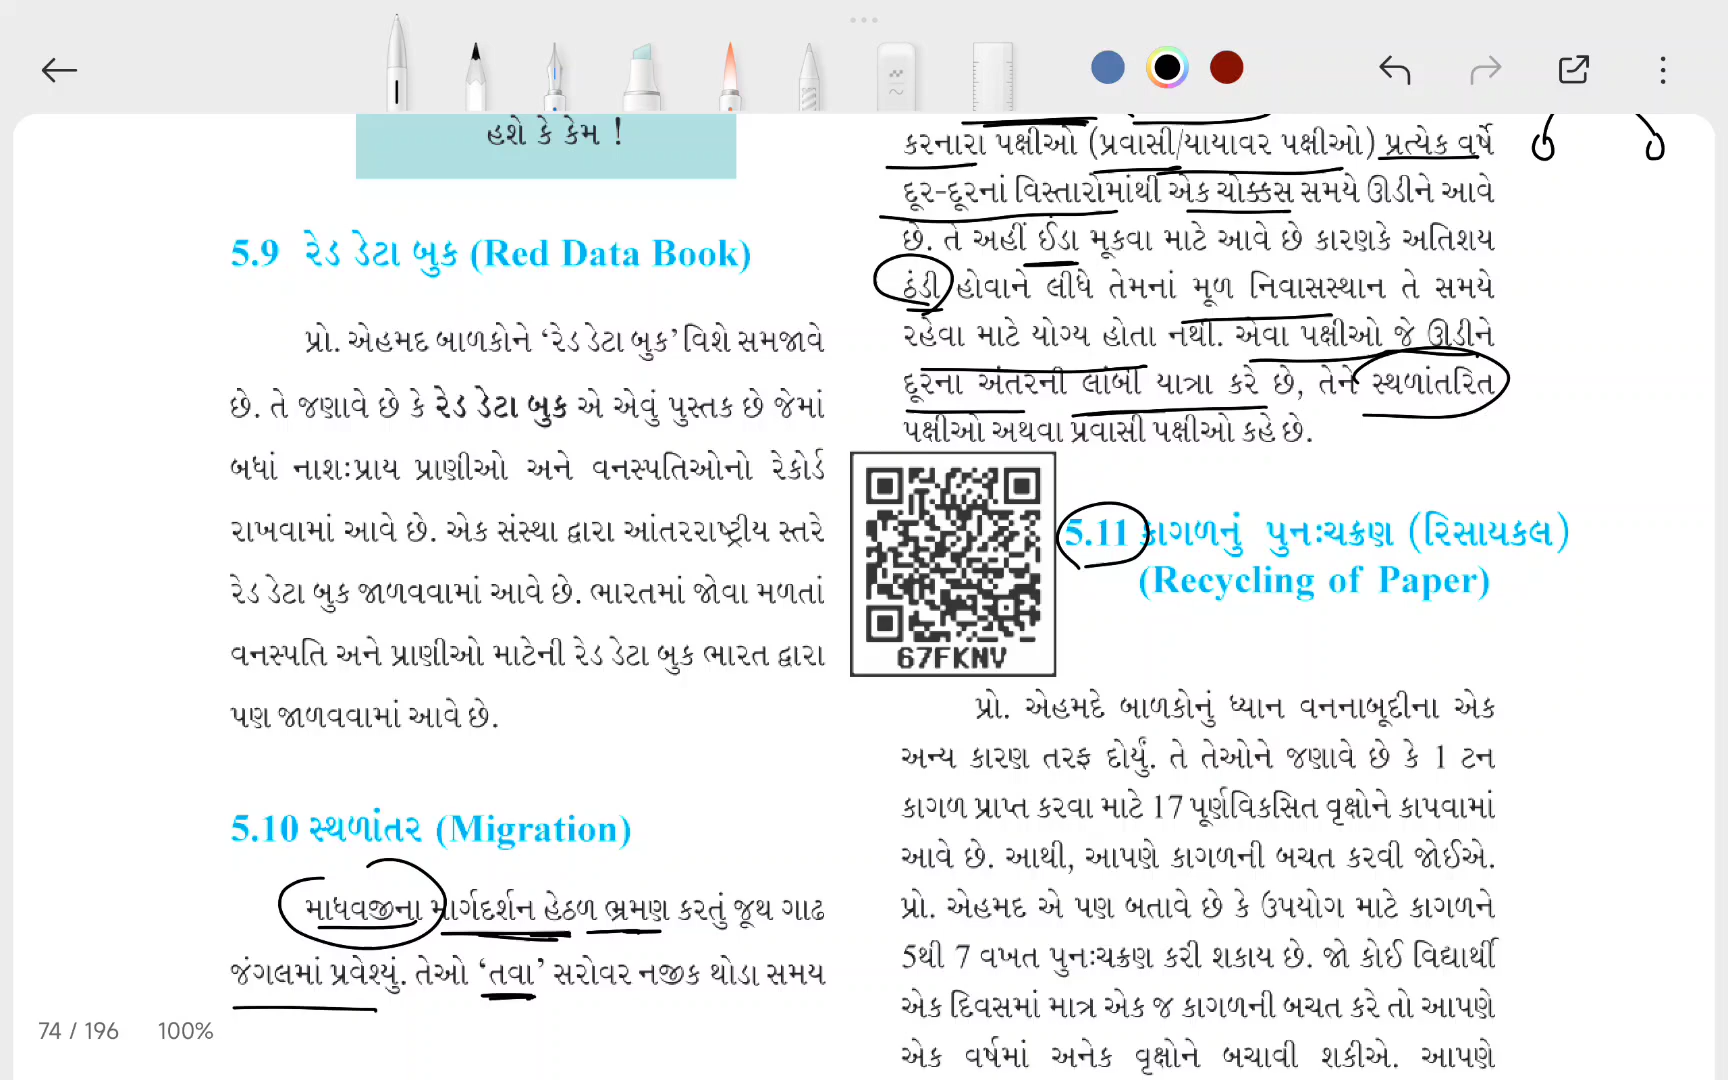 હશે કે કેમ !
5.9 રેડ ડેટા બુક (Red Data Book)
પ્રો. એહમદ બાળકોને ‘રેડ ડેટા બુક’ વિશે સમજાવે
છે. તે જણાવે છે કે રેડ ડેટા બુક એ એવું પુસ્તક છે જેમાં
બધાં નાશઃપ્રાય પ્રાણીઓ અને વનસ્પતિઓનો રેકોર્ડ
રાખવામાં આવે છે. એક સંસ્થા દ્વારા આંતરરાષ્ટ્રીય સ્તરે
રેડ ડેટા બુક જાળવવામાં આવે છે. ભારતમાં જોવા મળતાં
વનસ્પતિ અને પ્રાણીઓ માટેની રેડ ડેટા બુક ભારત દ્વારા
પણ જાળવવામાં આવે છે.
5.10 સ્થળાંતર (Migration)
માધવજીના માર્ગદર્શન હેઠળ ભ્રમણ કરતું જૂથ ગાઢ
જંગલમાં પ્રવેશ્યું. તેઓ ‘તવા’ સરોવર નજીક થોડા સમય
કરનારા પક્ષીઓ (પ્રવાસી/યાયાવર પક્ષીઓ) પ્રત્યેક વર્ષે
દૂર-દૂરનાં વિસ્તારોમાંથી એક ચોક્કસ સમયે ઊડીને આવે
છે. તે અહીં ઈંડા મૂકવા માટે આવે છે કારણકે અતિશય
ઠંડી હોવાને લીધે તેમનાં મૂળ નિવાસસ્થાન તે સમયે
રહેવા માટે યોગ્ય હોતા નથી. એવા પક્ષીઓ જે ઊડીને
દૂરના અંતરની લાંબી યાત્રા કરે છે, તેને સ્થળાંતરિત
પક્ષીઓ અથવા પ્રવાસી પક્ષીઓ કહે છે.
67FKNV
5.11 કાગળનું પુનઃચક્રણ (રિસાયકલ)
(Recycling of Paper)
પ્રો. એહમદે બાળકોનું ધ્યાન વનનાબૂદીના એક
અન્ય કારણ તરફ દોર્યું. તે તેઓને જણાવે છે કે 1 ટન
કાગળ પ્રાપ્ત કરવા માટે 17 પૂર્ણવિકસિત વૃક્ષોને કાપવામાં
આવે છે. આથી, આપણે કાગળની બચત કરવી જોઈએ.
પ્રો. એહમદ એ પણ બતાવે છે કે ઉપયોગ માટે કાગળને
5થી 7 વખત પુનઃચક્રણ કરી શકાય છે. જો કોઈ વિદ્યાર્થી
એક દિવસમાં માત્ર એક જ કાગળની બચત કરે તો આપણે
એક વર્ષમાં અનેક વૃક્ષોને બચાવી શકીએ. આપણે
74 / 196 100%